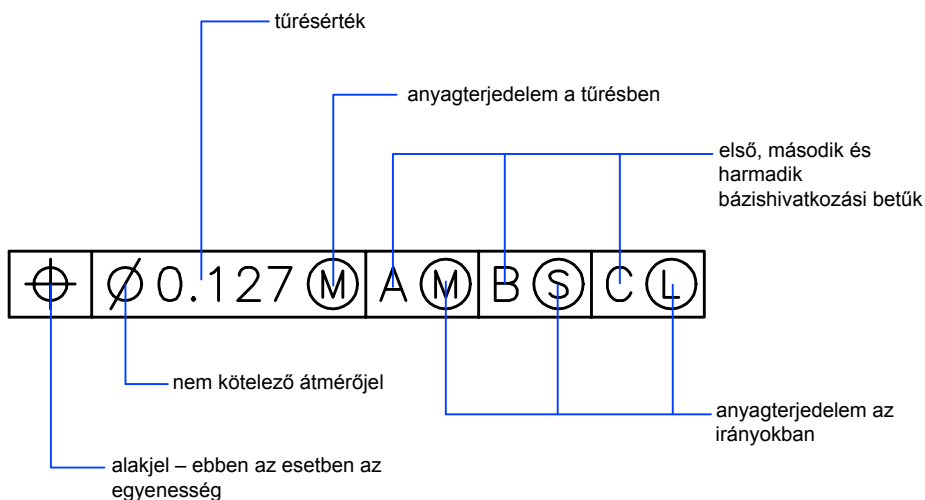 tűrésérték
anyagterjedelem a tűrésben
első, második és
harmadik
bázishivatkozási betűk
⌖ ⌀0.127 Ⓜ A Ⓜ B Ⓢ C Ⓛ
nem kötelező átmérőjel
anyagterjedelem az
irányokban
alakjel – ebben az esetben az
egyenesség